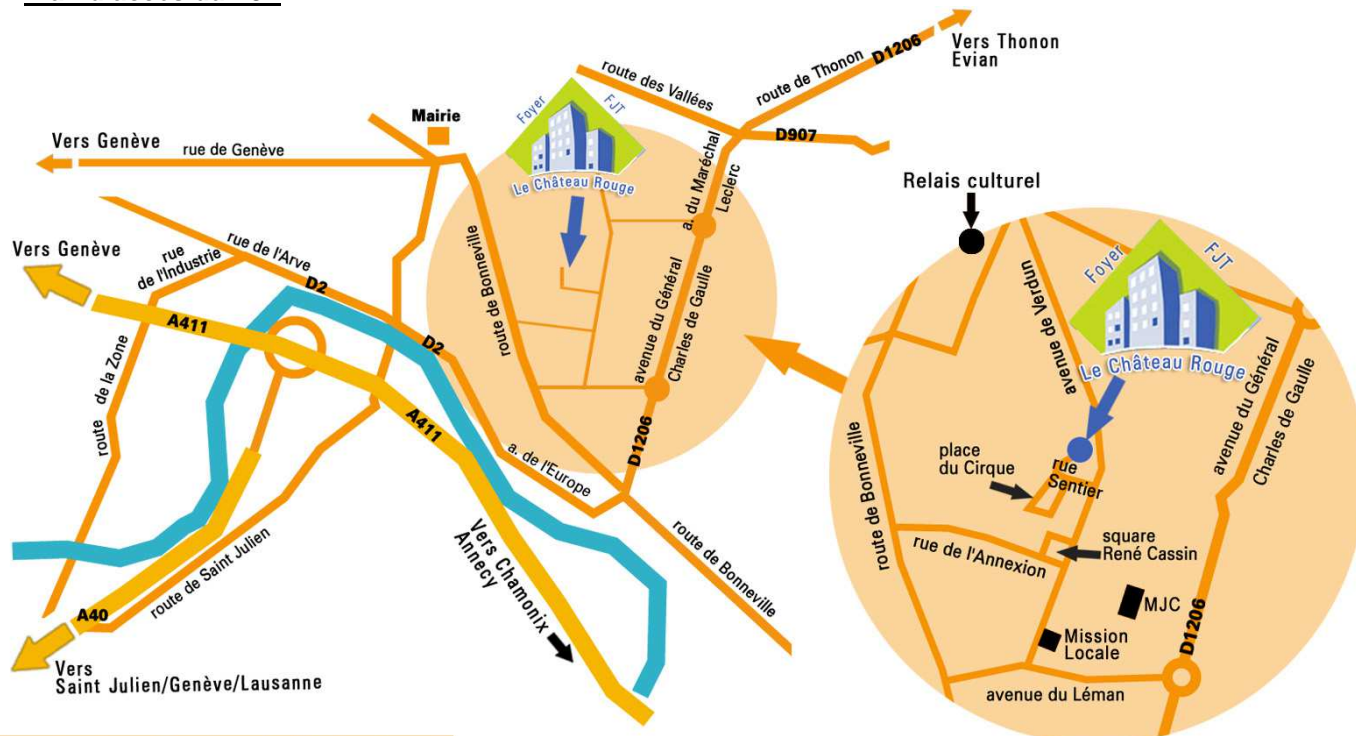 Vers Thonon
Evian
D1206
route de Thonon
route des Vallées
D907
Foyer
FJT
Le Château Rouge
Mairie
Vers Genève
rue de Genève
a. du Maréchal
Leclerc
Relais culturel
Vers Genève
rue
de l'Industrie
rue de l'Arve
D2
A411
D2
route de Bonneville
avenue du Général
Charles de Gaulle
route
de la Zone
A411
D1206
a. de l'Europe
route de Bonneville
Vers Chamonix
Annecy
route de Saint Julien
A40
Vers
Saint Julien/Genève/Lausanne
avenue de Verdun
Foyer
FJT
Le Château Rouge
avenue du Général
Charles de Gaulle
place
du Cirque
rue
Sentier
route de Bonneville
rue de l'Annexion
square
René Cassin
MJC
Mission
Locale
D1206
avenue du Léman